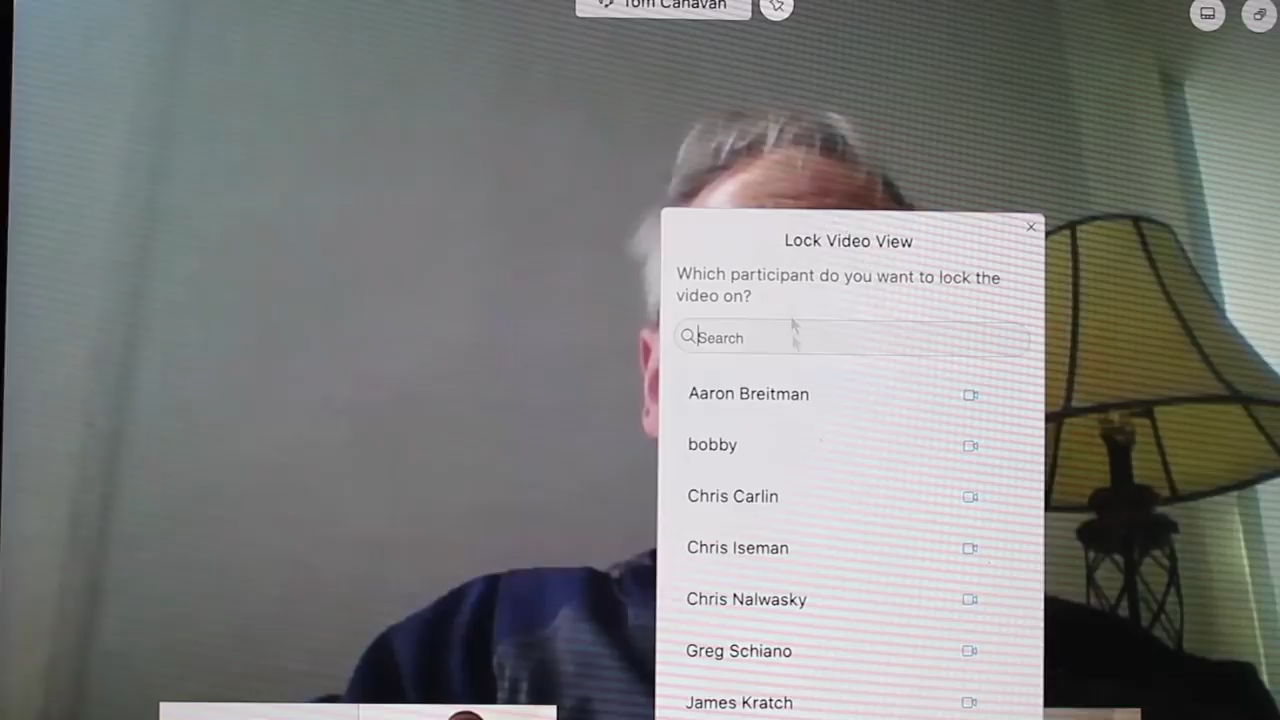 Tom Canavan
Lock Video View
Which participant do you want to lock the
video on?
Search
Aaron Breitman
bobby
Chris Carlin
Chris Iseman
Chris Nalwasky
Greg Schiano
James Kratch